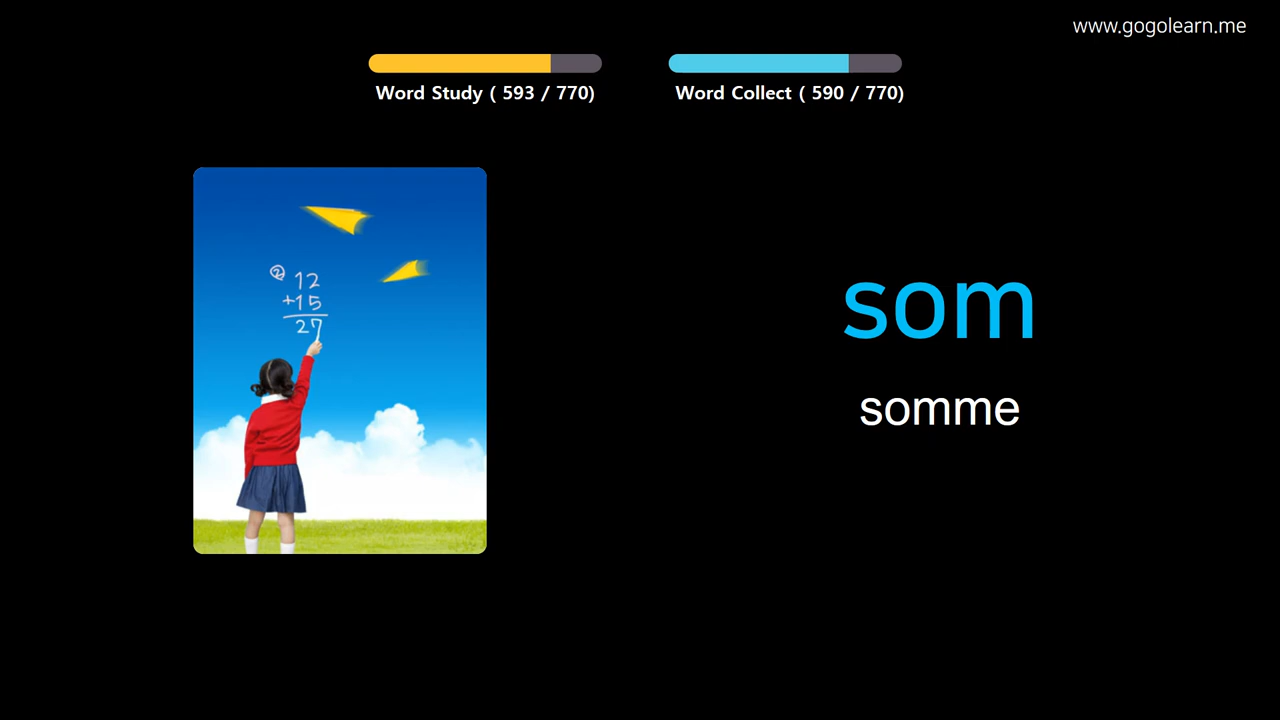 www.gogolearn.me
Word Study ( 593 / 770)
Word Collect ( 590 / 770)
② 12
+15
27
som
somme